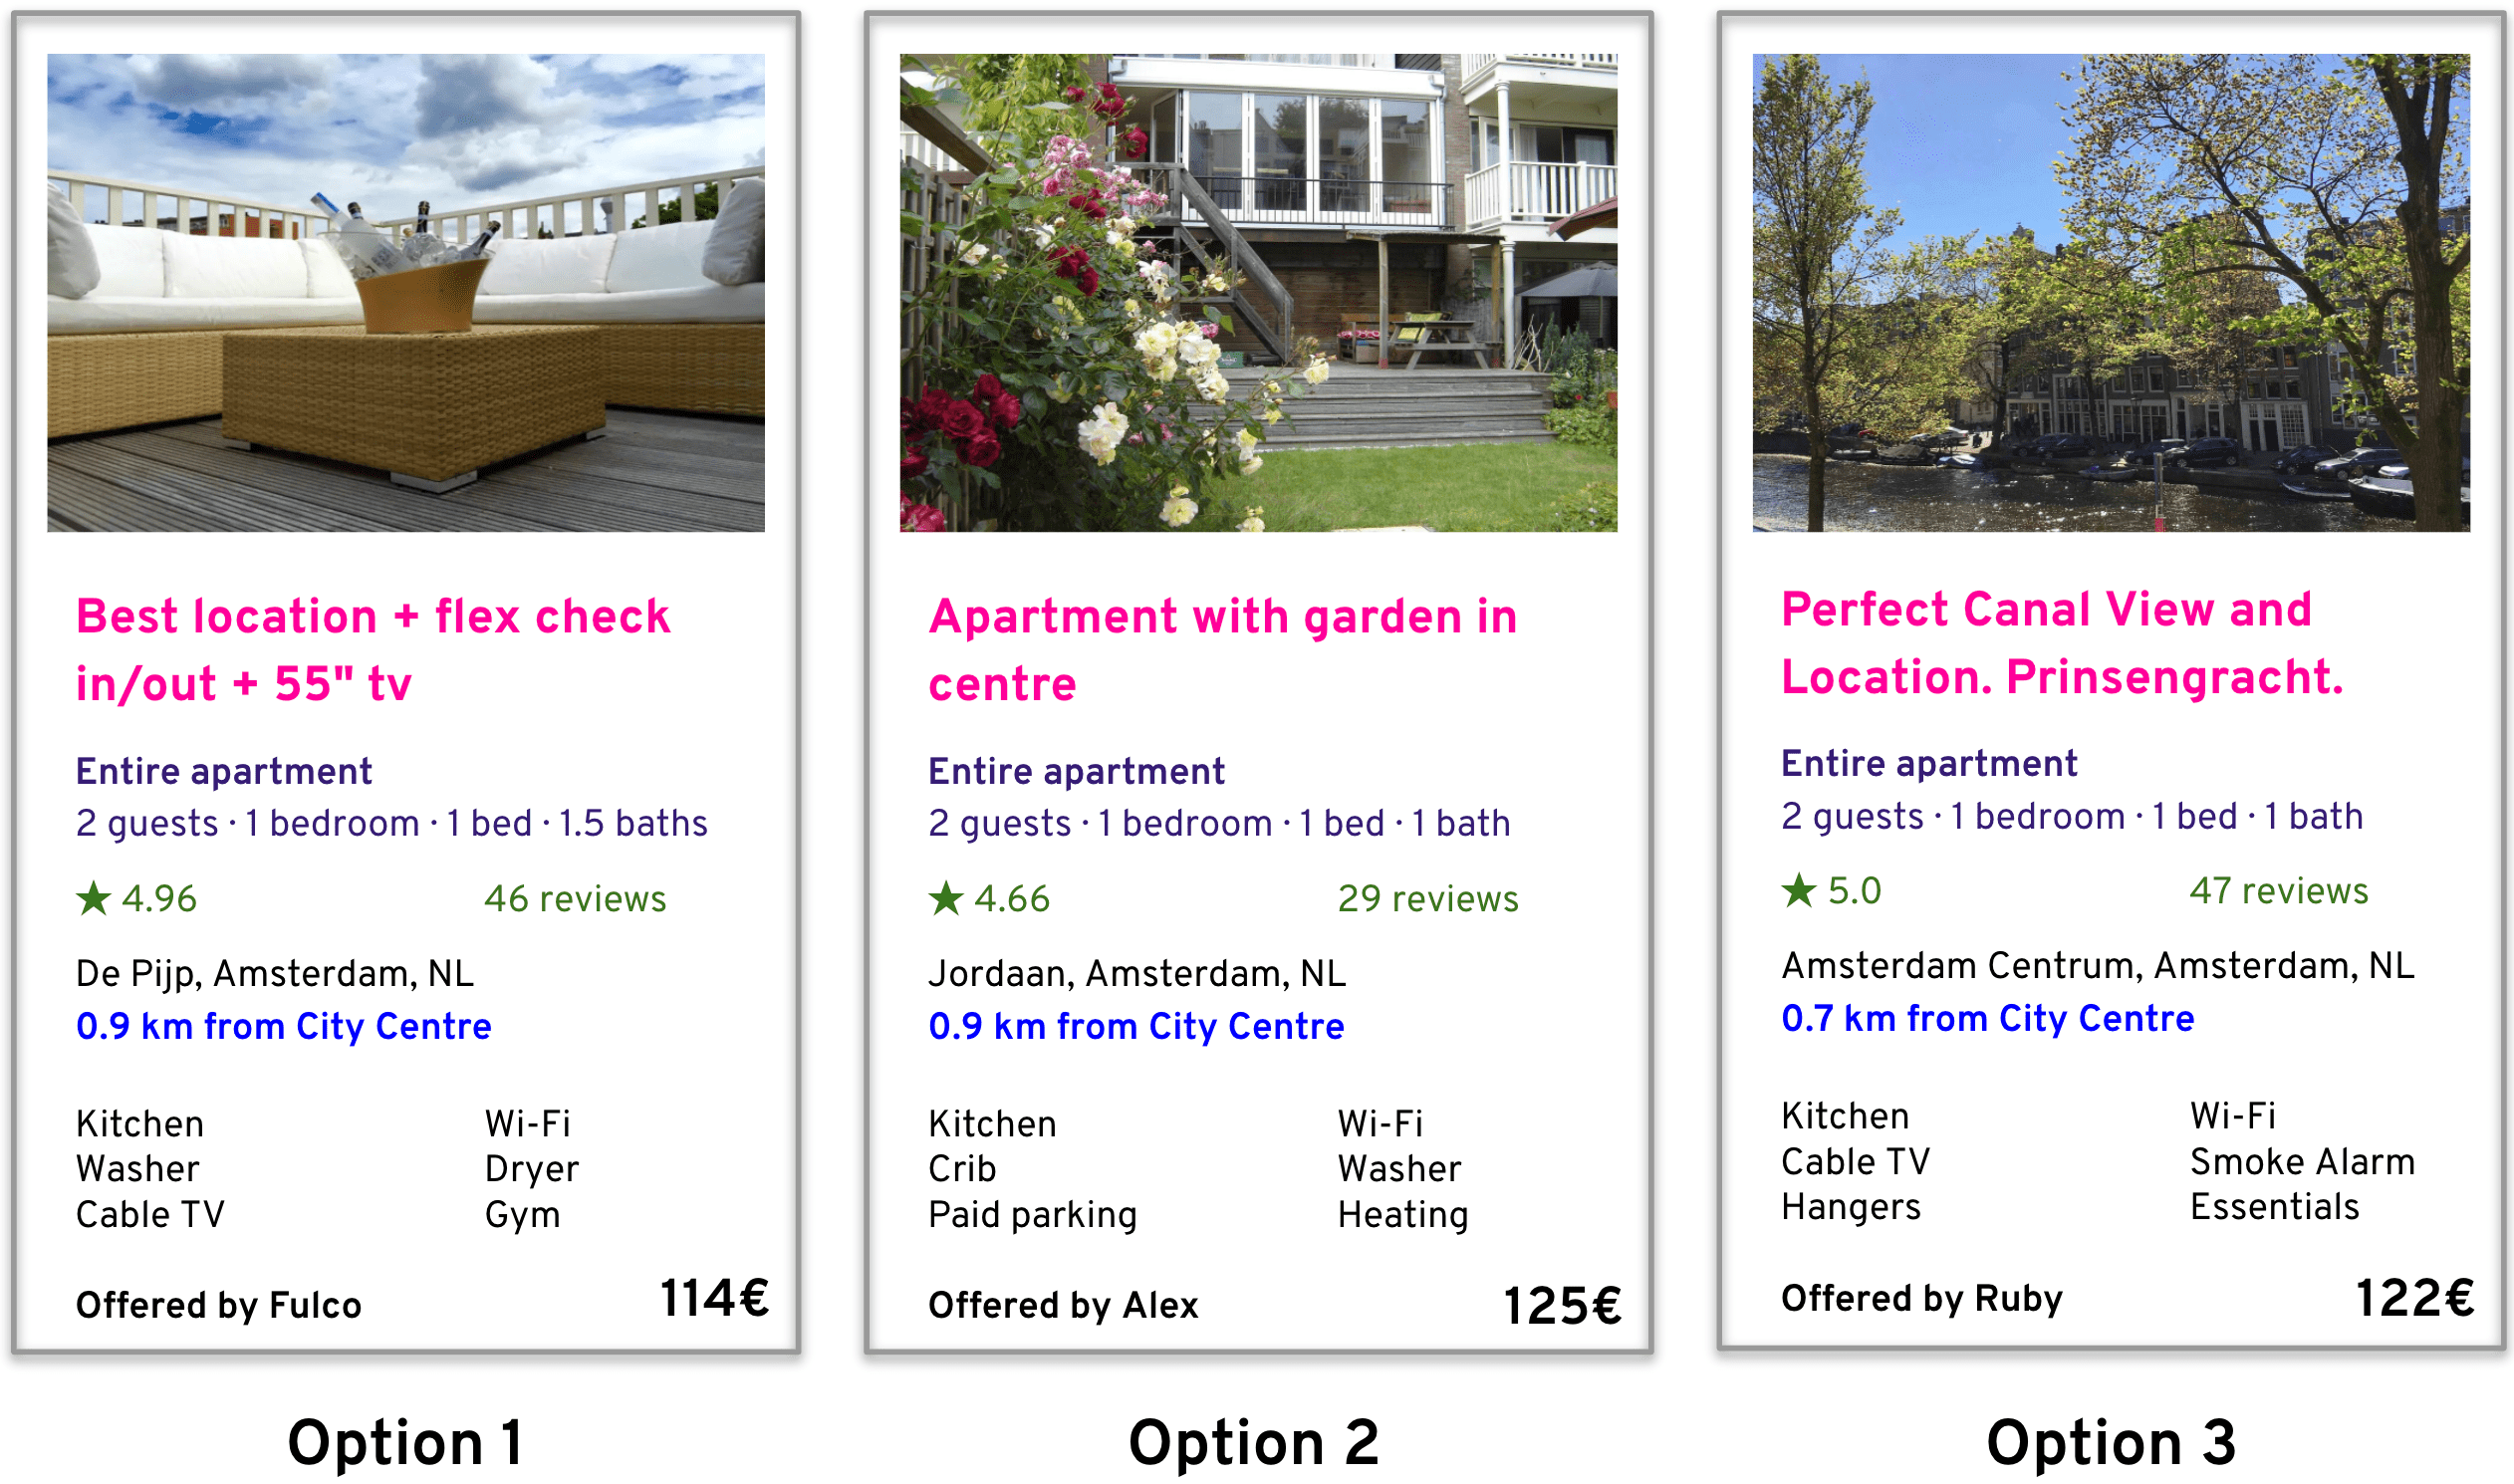 Best location + flex check
in/out + 55" tv
Entire apartment
2 guests · 1 bedroom · 1 bed · 1.5 baths
★ 4.96 46 reviews
De Pijp, Amsterdam, NL
0.9 km from City Centre
Kitchen Wi-Fi
Washer Dryer
Cable TV Gym
Offered by Fulco 114€
Option 1
Apartment with garden in
centre
Entire apartment
2 guests · 1 bedroom · 1 bed · 1 bath
★ 4.66 29 reviews
Jordaan, Amsterdam, NL
0.9 km from City Centre
Kitchen Wi-Fi
Crib Washer
Paid parking Heating
Offered by Alex 125€
Option 2
Perfect Canal View and
Location. Prinsengracht.
Entire apartment
2 guests · 1 bedroom · 1 bed · 1 bath
★ 5.0 47 reviews
Amsterdam Centrum, Amsterdam, NL
0.7 km from City Centre
Kitchen Wi-Fi
Cable TV Smoke Alarm
Hangers Essentials
Offered by Ruby 122€
Option 3